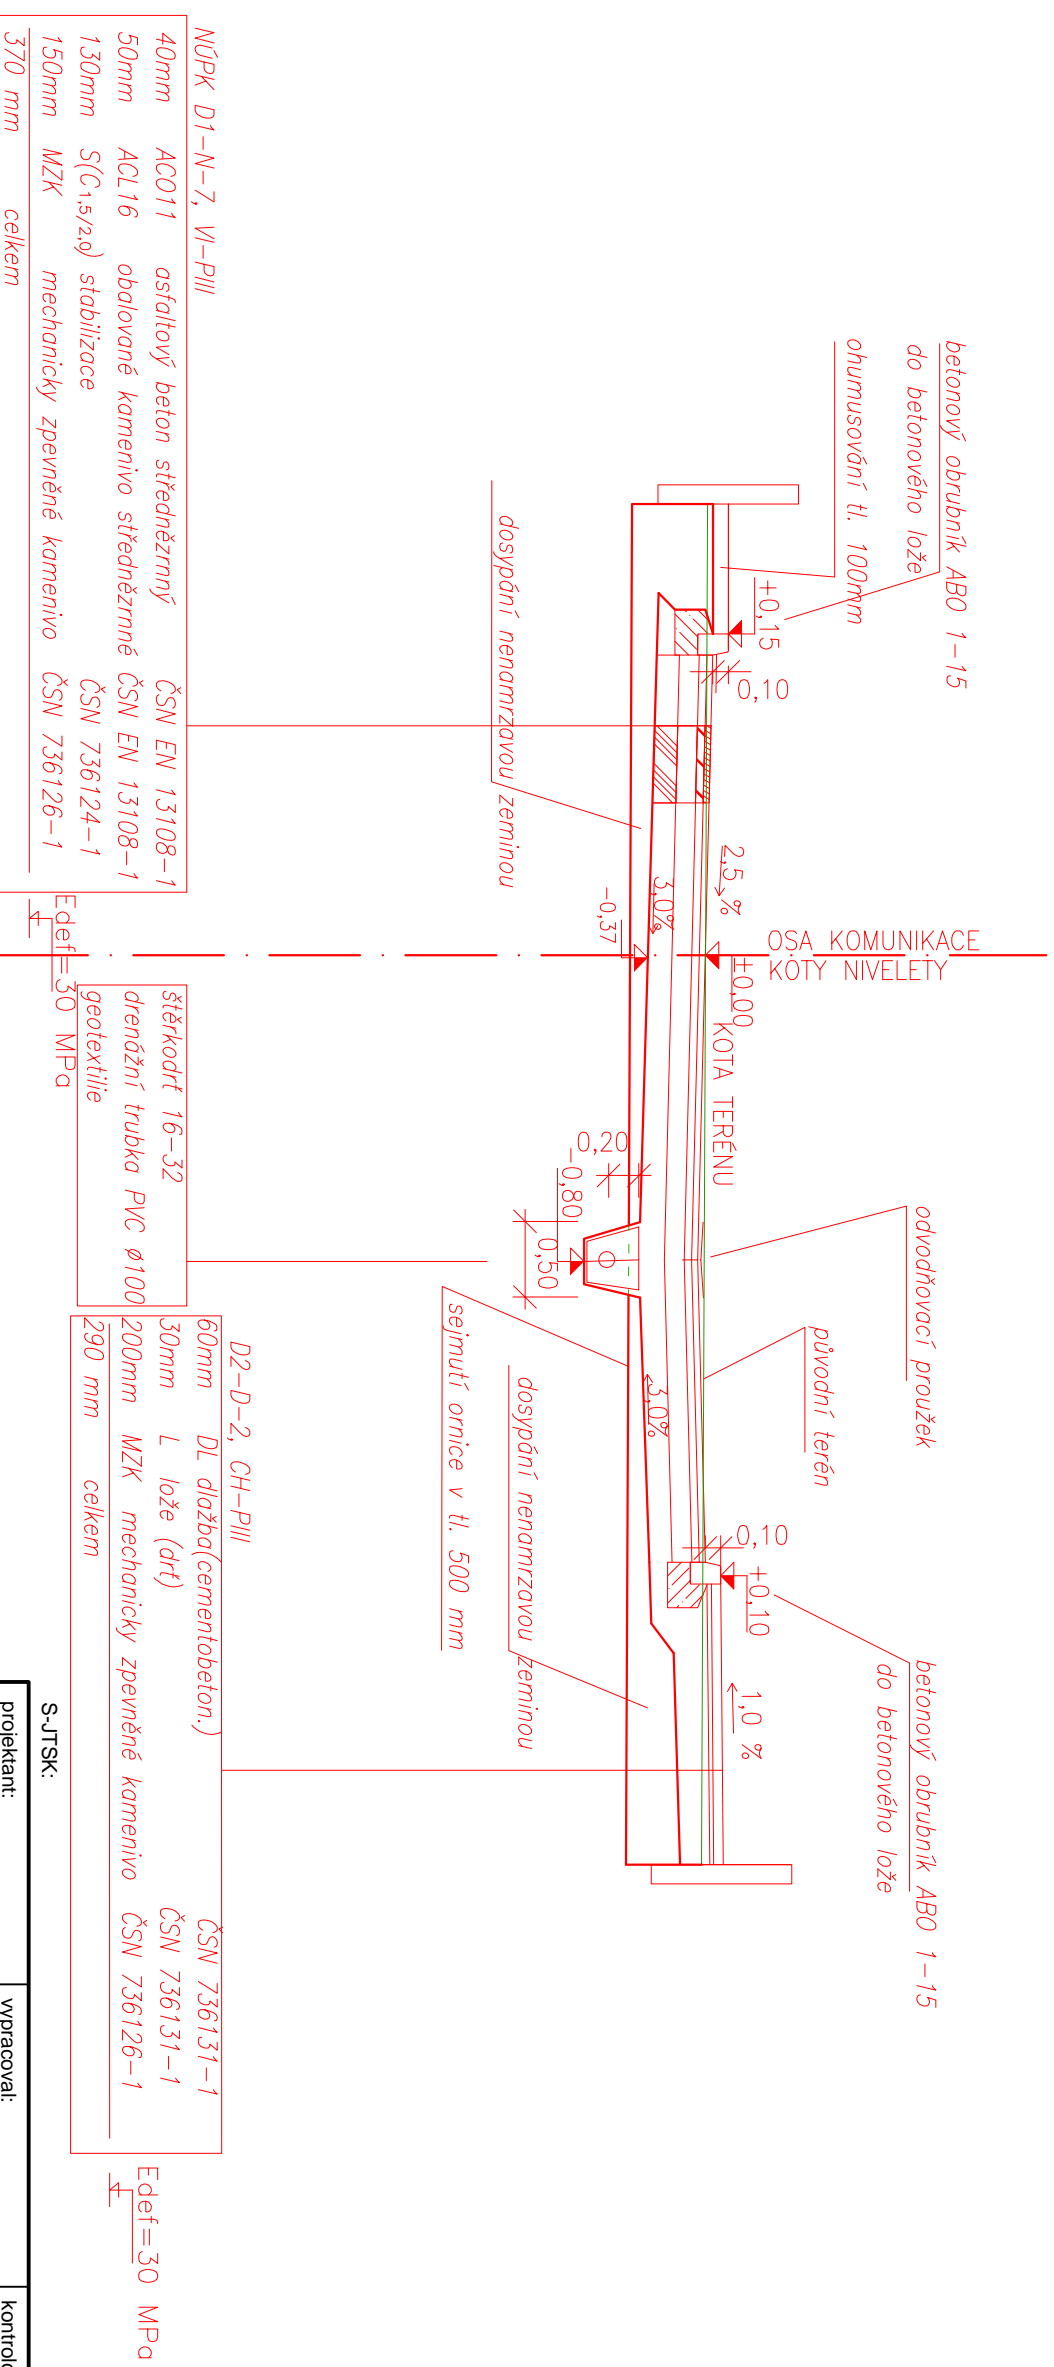 betonový obrubník ABO 1-15
do betonového lože
ohumusování tl. 100mm
+0,15
0,10
dosypání nenamrzavou zeminou
2,5 %
3,0%
-0,37
OSA KOMUNIKACE
KOTY NIVELETY
±0,00
KOTA TERÉNU
0,20
-0,80
0,50
odvodňovací proužek
původní terén
3,0%
sejmutí ornice v tl. 500 mm
dosypání nenamrzavou zeminou
0,10
+0,10
1,0 %
betonový obrubník ABO 1-15
do betonového lože
NÚPK D1-N-7, VI-PIII
40mm ACO11 asfaltový beton střednězrnný ČSN EN 13108-1
50mm ACL16 obalované kamenivo střednězrnné ČSN EN 13108-1
130mm S(C1,5/2,0) stabilizace ČSN 736124-1
150mm MZK mechanicky zpevněné kamenivo ČSN 736126-1
370 mm celkem
Edef=30 MPa
štěrkodrť 16-32
drenážní trubka PVC ø100
geotextilie
D2-D-2, CH-PIII
60mm DL dlažba(cementobeton.) ČSN 736131-1
30mm L lože (drť) ČSN 736131-1
200mm MZK mechanicky zpevněné kamenivo ČSN 736126-1
290 mm celkem
Edef=30 MPa
S-JTSK:
projektant:
vypracoval: